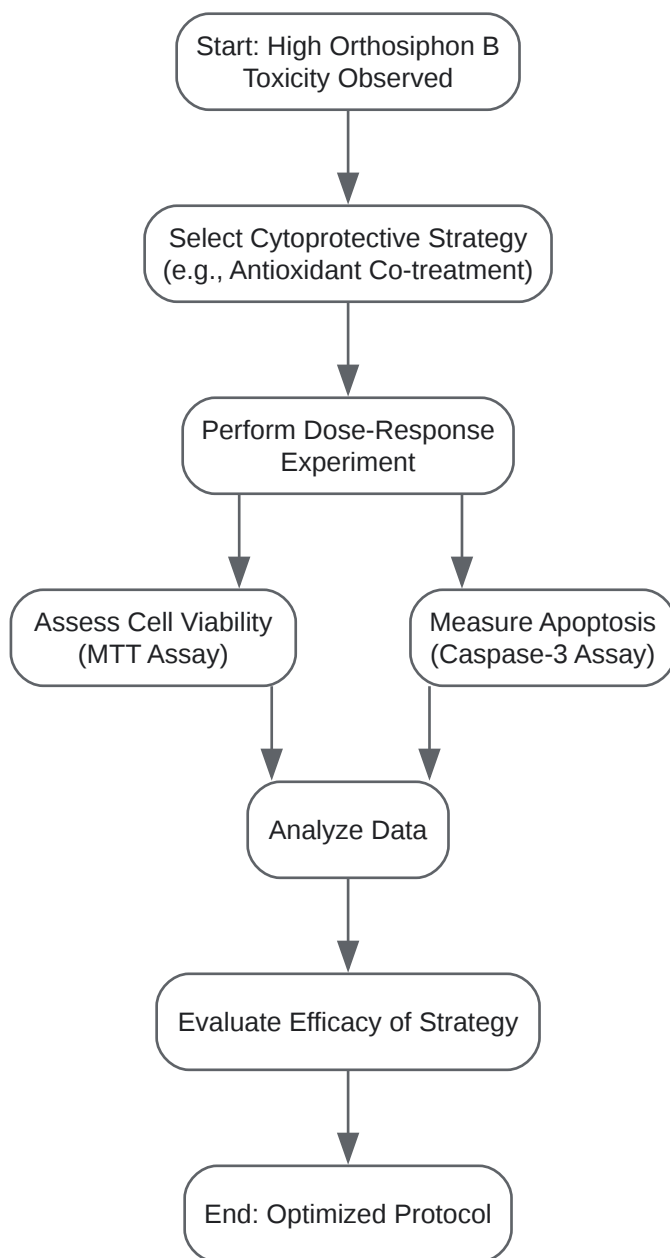 Start: High Orthosiphon B
Toxicity Observed
Select Cytoprotective Strategy
(e.g., Antioxidant Co-treatment)
Perform Dose-Response
Experiment
Assess Cell Viability
(MTT Assay)
Measure Apoptosis
(Caspase-3 Assay)
Analyze Data
Evaluate Efficacy of Strategy
End: Optimized Protocol